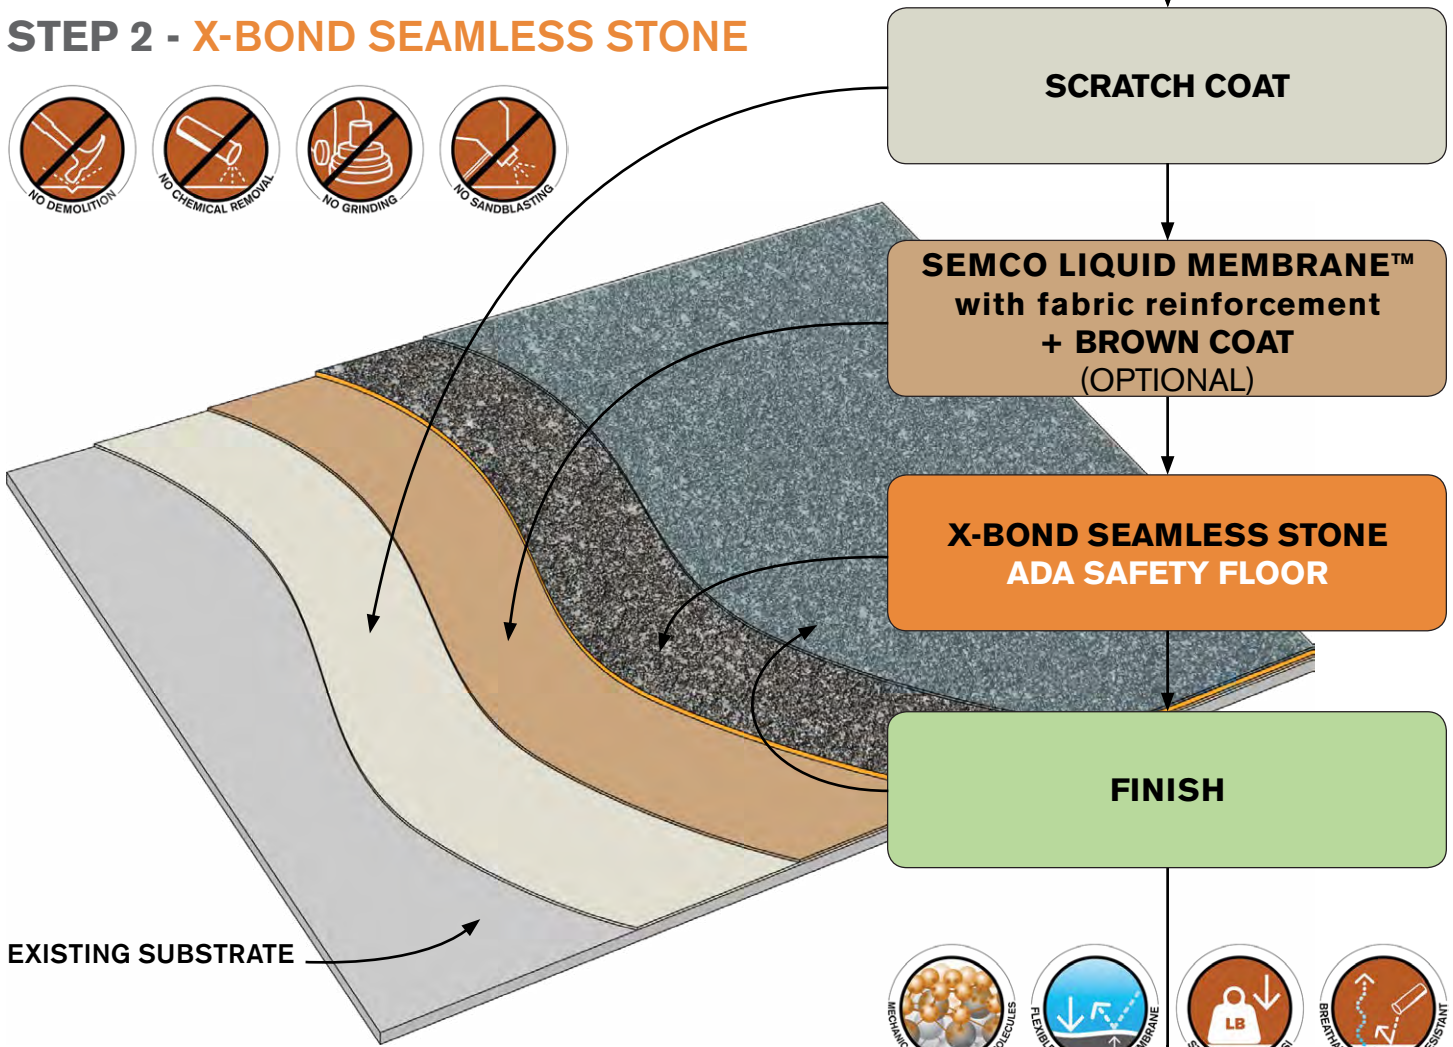 STEP 2 - X-BOND SEAMLESS STONE
NO DEMOLITION
NO CHEMICAL REMOVAL
NO GRINDING
NO SANDBLASTING
SCRATCH COAT
SEMCO LIQUID MEMBRANE™
with fabric reinforcement
+ BROWN COAT
(OPTIONAL)
X-BOND SEAMLESS STONE
ADA SAFETY FLOOR
FINISH
EXISTING SUBSTRATE
FLEXIBLE
LB